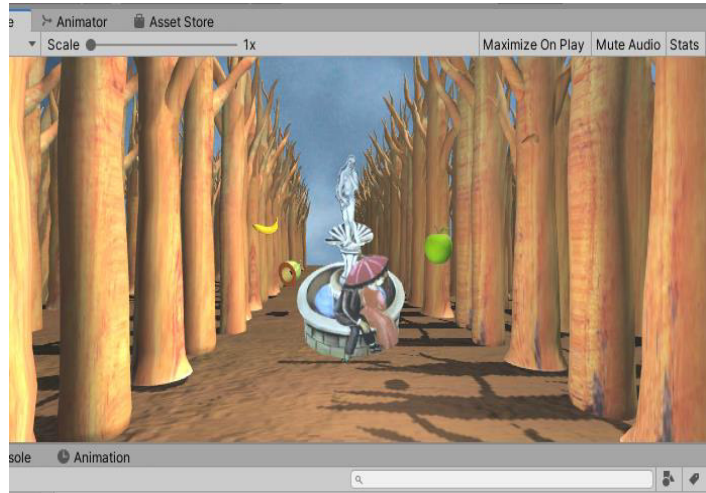 e Animator Asset Store
Scale 1x Maximize On Play Mute Audio Stats
sole Animation